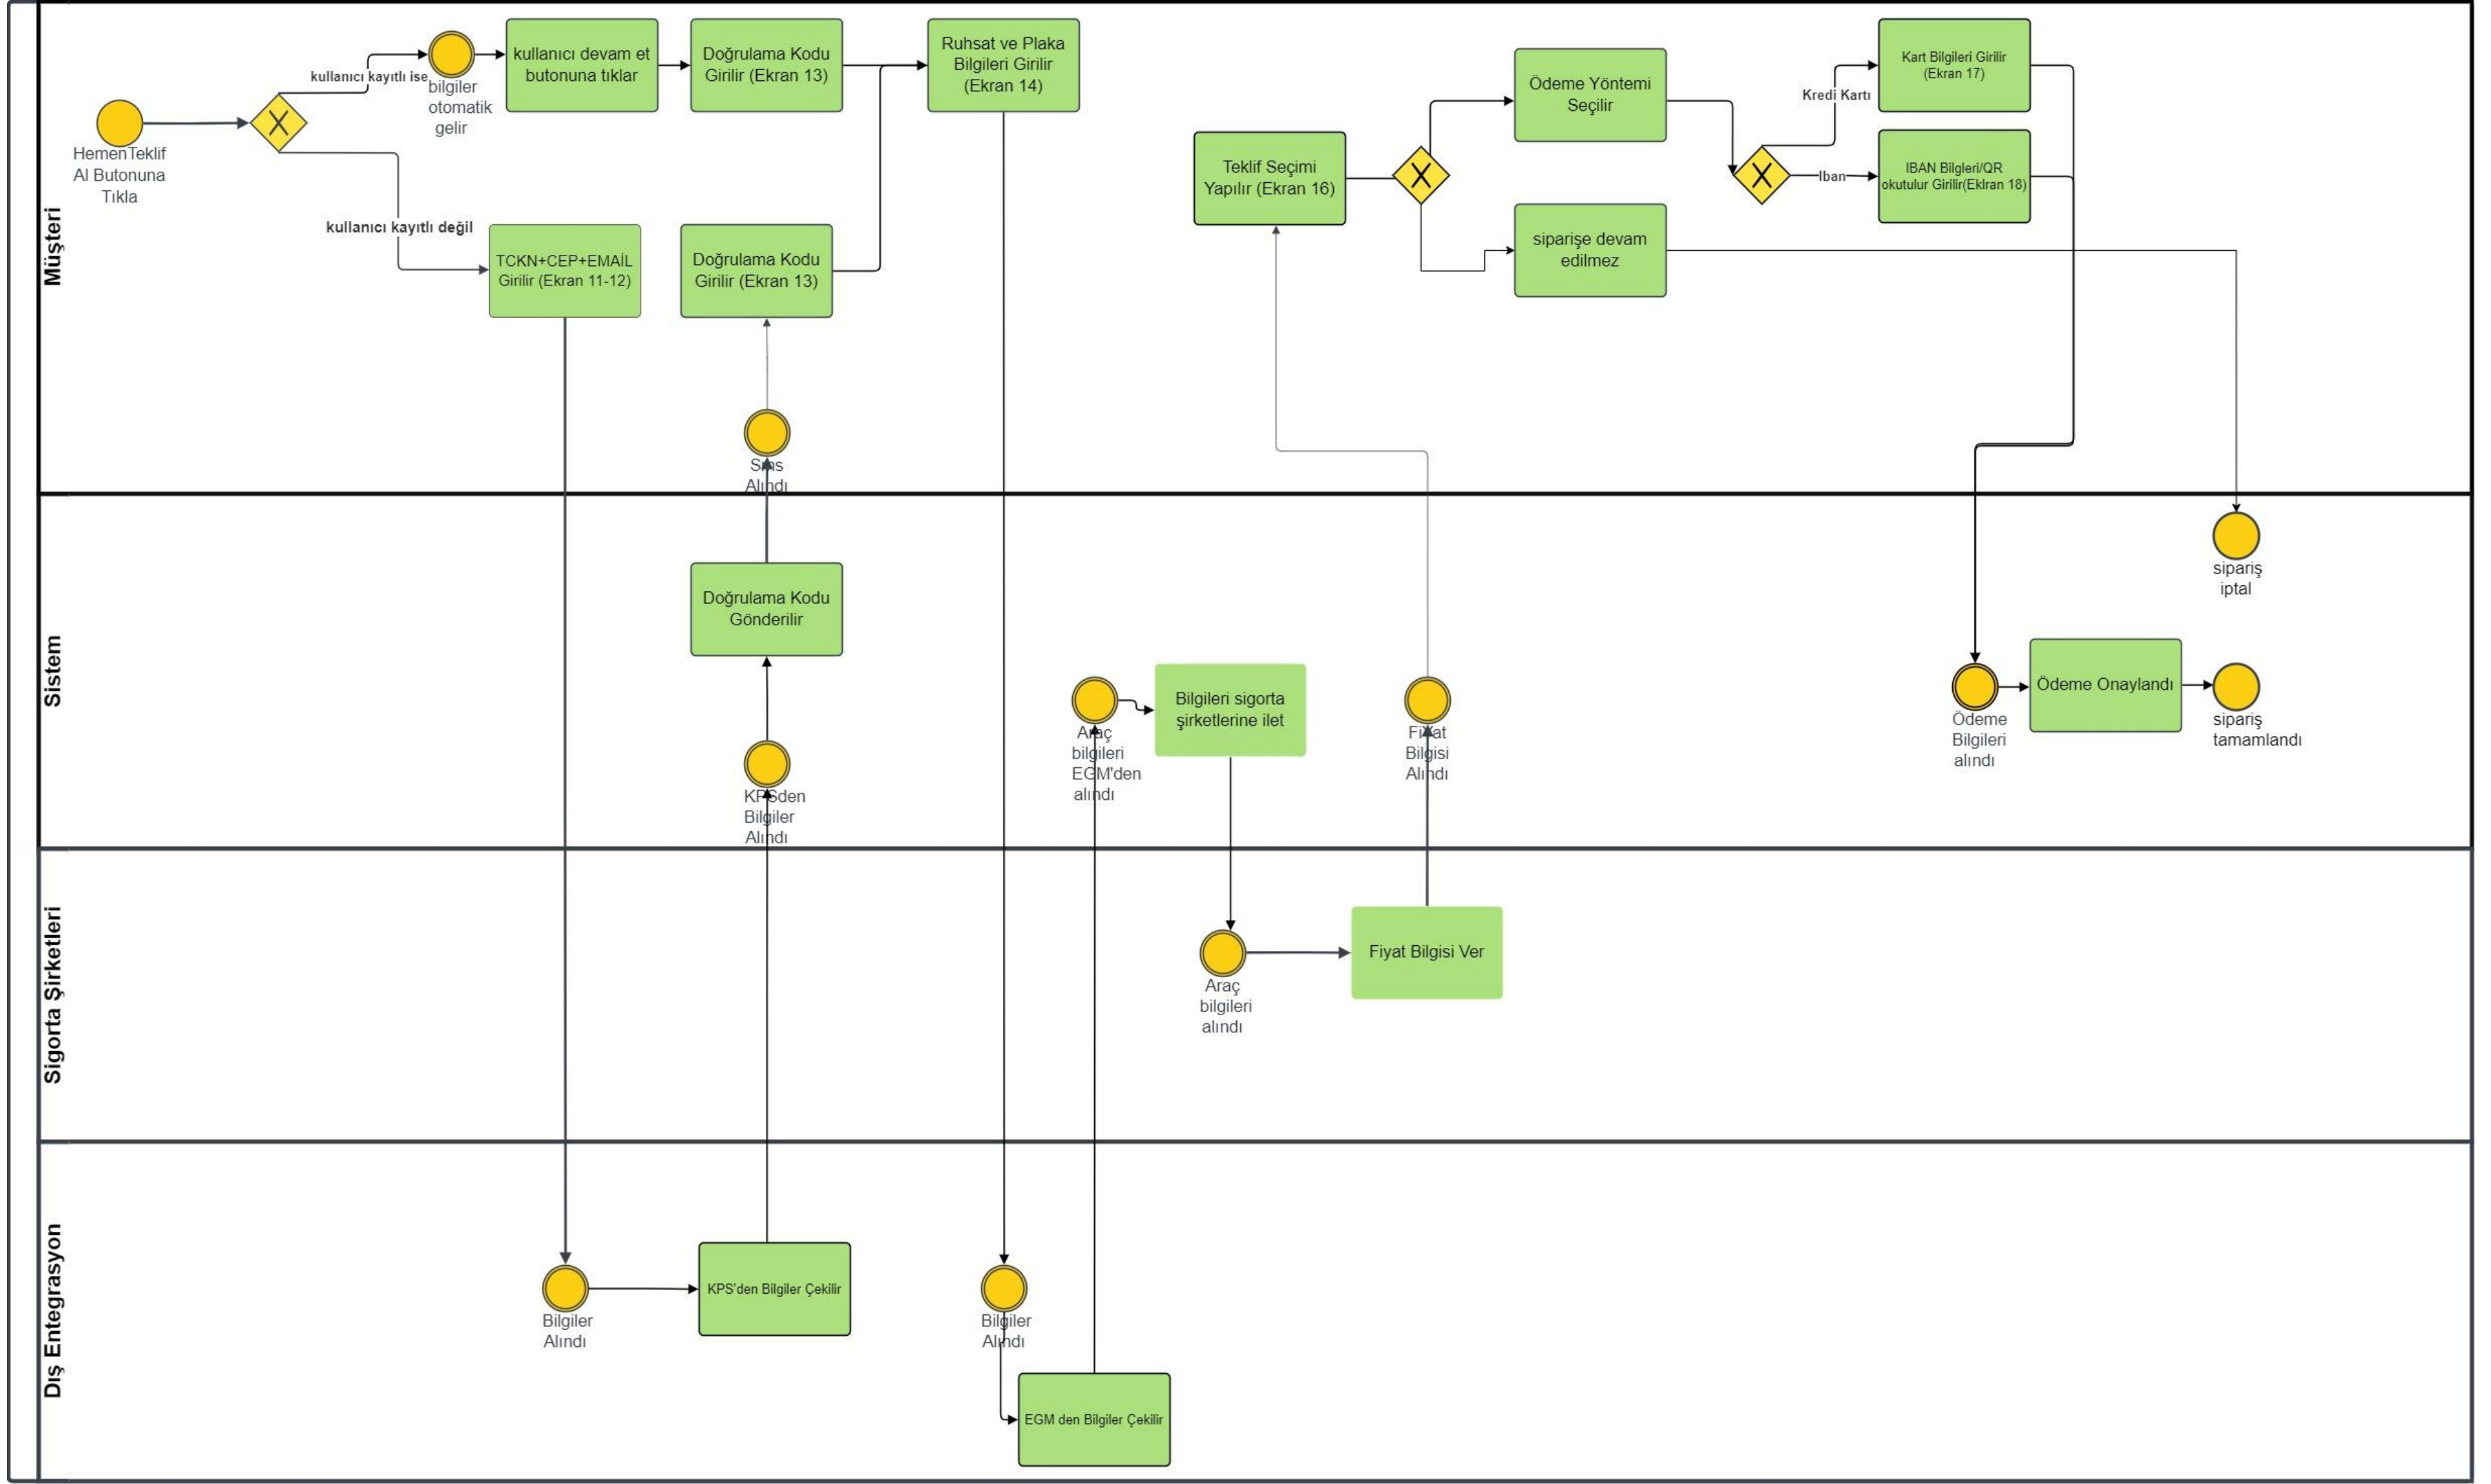 Müşteri
HemenTeklif
Al Butonuna
Tıkla
kullanıcı kayıtlı ise
bilgiler
otomatik
gelir
kullanıcı devam et
butonuna tıklar
Doğrulama Kodu
Girilir (Ekran 13)
Ruhsat ve Plaka
Bilgileri Girilir
(Ekran 14)
kullanıcı kayıtlı değil
TCKN+CEP+EMAİL
Girilir (Ekran 11-12)
Doğrulama Kodu
Girilir (Ekran 13)
Sms
Alındı
Teklif Seçimi
Yapılır (Ekran 16)
Ödeme Yöntemi
Seçilir
siparişe devam
edilmez
Kredi Kartı
Iban
Kart Bilgileri Girilir
(Ekran 17)
IBAN Bilgleri/QR
okutulur Girilir(Eklran 18)
Sistem
Doğrulama Kodu
Gönderilir
KPSden
Bilgiler
Alındı
Araç
bilgileri
EGM'den
alındı
Bilgileri sigorta
şirketlerine ilet
Fiyat
Bilgisi
Alındı
sipariş
iptal
Ödeme
Bilgileri
alındı
Ödeme Onaylandı
sipariş
tamamlandı
Sigorta Şirketleri
Araç
bilgileri
alındı
Fiyat Bilgisi Ver
Dış Entegrasyon
Bilgiler
Alındı
KPS'den Bilgiler Çekilir
Bilgiler
Alındı
EGM den Bilgiler Çekilir